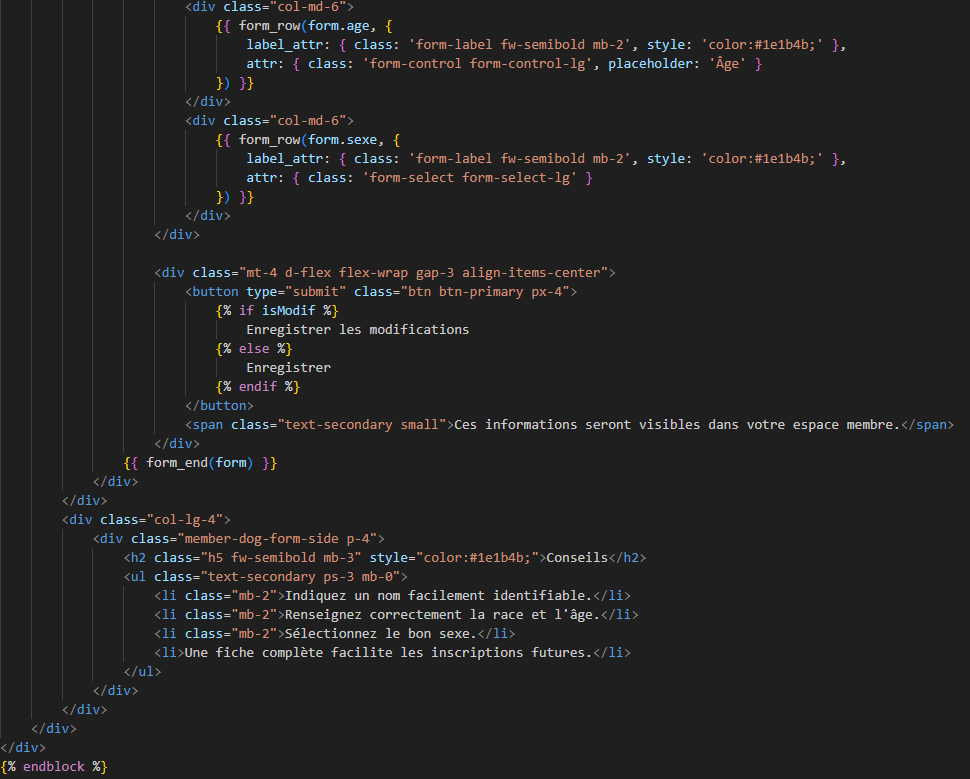 <div class="col-md-6">
{{ form_row(form.age, {
label_attr: { class: 'form-label fw-semibold mb-2', style: 'color:#1e1b4b;' },
attr: { class: 'form-control form-control-lg', placeholder: 'Âge' }
}) }}
</div>
<div class="col-md-6">
{{ form_row(form.sexe, {
label_attr: { class: 'form-label fw-semibold mb-2', style: 'color:#1e1b4b;' },
attr: { class: 'form-select form-select-lg' }
}) }}
</div>
</div>
<div class="mt-4 d-flex flex-wrap gap-3 align-items-center">
<button type="submit" class="btn btn-primary px-4">
{% if isModif %}
Enregistrer les modifications
{% else %}
Enregistrer
{% endif %}
</button>
<span class="text-secondary small">Ces informations seront visibles dans votre espace membre.</span>
</div>
{{ form_end(form) }}
</div>
</div>
<div class="col-lg-4">
<div class="member-dog-form-side p-4">
<h2 class="h5 fw-semibold mb-3" style="color:#1e1b4b;">Conseils</h2>
<ul class="text-secondary ps-3 mb-0">
<li class="mb-2">Indiquez un nom facilement identifiable.</li>
<li class="mb-2">Renseignez correctement la race et l'âge.</li>
<li class="mb-2">Sélectionnez le bon sexe.</li>
<li>Une fiche complète facilite les inscriptions futures.</li>
</ul>
</div>
</div>
</div>
</div>
{% endblock %}